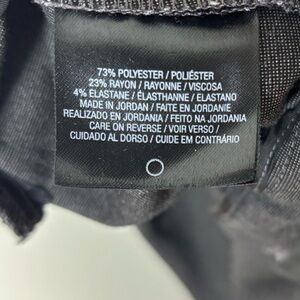 73% POLYESTER / POLIÉSTER
23% RAYON / RAYONNE / VISCOSA
4% ELASTANE / ÉLASTHANNE / ELASTANO
MADE IN JORDAN / FAITE EN JORDANIE
REALIZADO EN JORDANIA / FEITO NA JORDANIA
CARE ON REVERSE / VOIR VERSO /
CUIDADO AL DORSO / CUIDE EM CONTRÁRIO